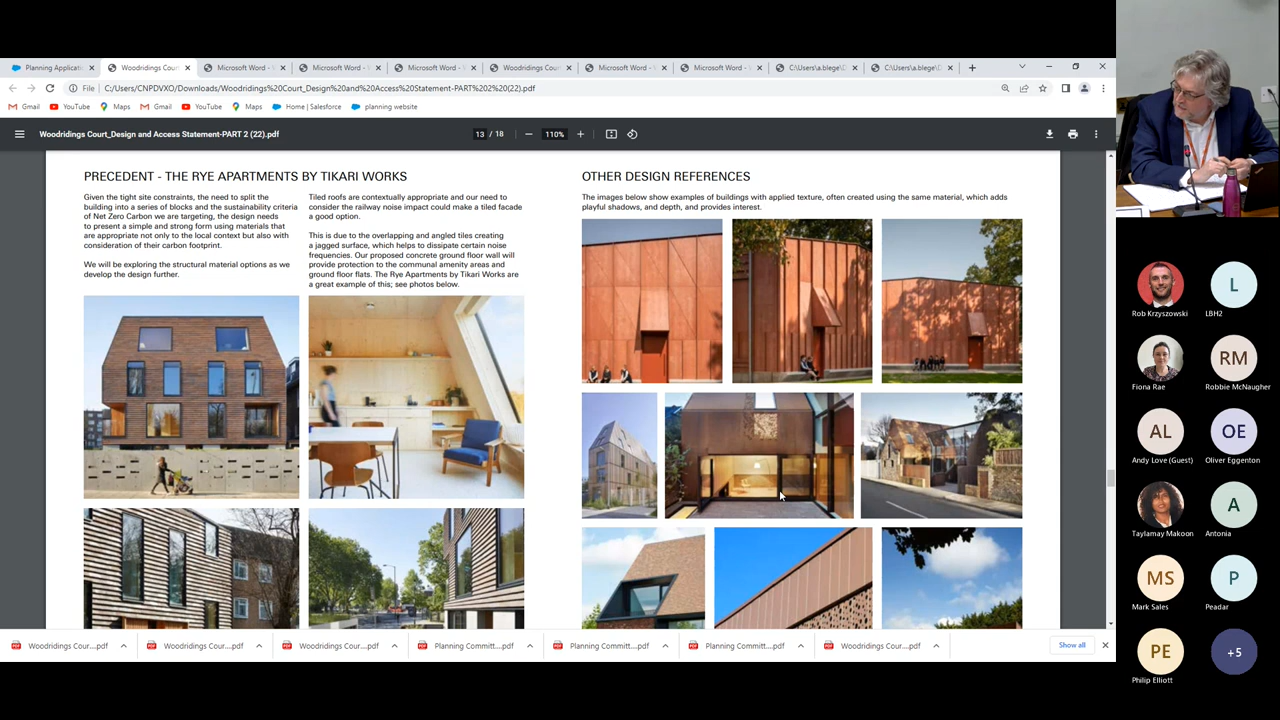 Planning Applicati
Woodridings Cour
Microsoft Word -
Microsoft Word -
Microsoft Word -
Woodridings Cour
Microsoft Word -
Microsoft Word -
C:\Users\a.blege\D
C:\Users\a.blege\D
File
C:/Users/CNPDVXO/Downloads/Woodridings%20Court_Design%20and%20Access%20Statement-PART%202%20(22).pdf
Gmail
YouTube
Maps
Gmail
YouTube
Maps
Home | Salesforce
planning website
Woodridings Court_Design and Access Statement-PART 2 (22).pdf
13 / 18
110%
PRECEDENT - THE RYE APARTMENTS BY TIKARI WORKS
Given the tight site constraints, the need to split the
building into a series of blocks and the sustainability criteria
of Net Zero Carbon we are targeting, the design needs
to present a simple and strong form using materials that
are appropriate not only to the local context but also with
consideration of their carbon footprint.
We will be exploring the structural material options as we
develop the design further.
Tiled roofs are contextually appropriate and our need to
consider the railway noise impact could make a tiled facade
a good option.
This is due to the overlapping and angled tiles creating
a jagged surface, which helps to dissipate certain noise
frequencies. Our proposed concrete ground floor wall will
provide protection to the communal amenity areas and
ground floor flats. The Rye Apartments by Tikari Works are
a great example of this; see photos below.
OTHER DESIGN REFERENCES
The images below show examples of buildings with applied texture, often created using the same material, which adds
playful shadows, and depth, and provides interest.
Woodridings Cour....pdf
Woodridings Cour....pdf
Woodridings Cour....pdf
Planning Committ....pdf
Planning Committ....pdf
Planning Committ....pdf
Woodridings Cour....pdf
Show all
Rob Krzyszowski
L
LBH2
Fiona Rae
RM
Robbie McNaugher
AL
Andy Love (Guest)
OE
Oliver Eggenton
Taylamay Makoon
A
Antonia
MS
Mark Sales
P
Peadar
PE
Philip Elliott
+5